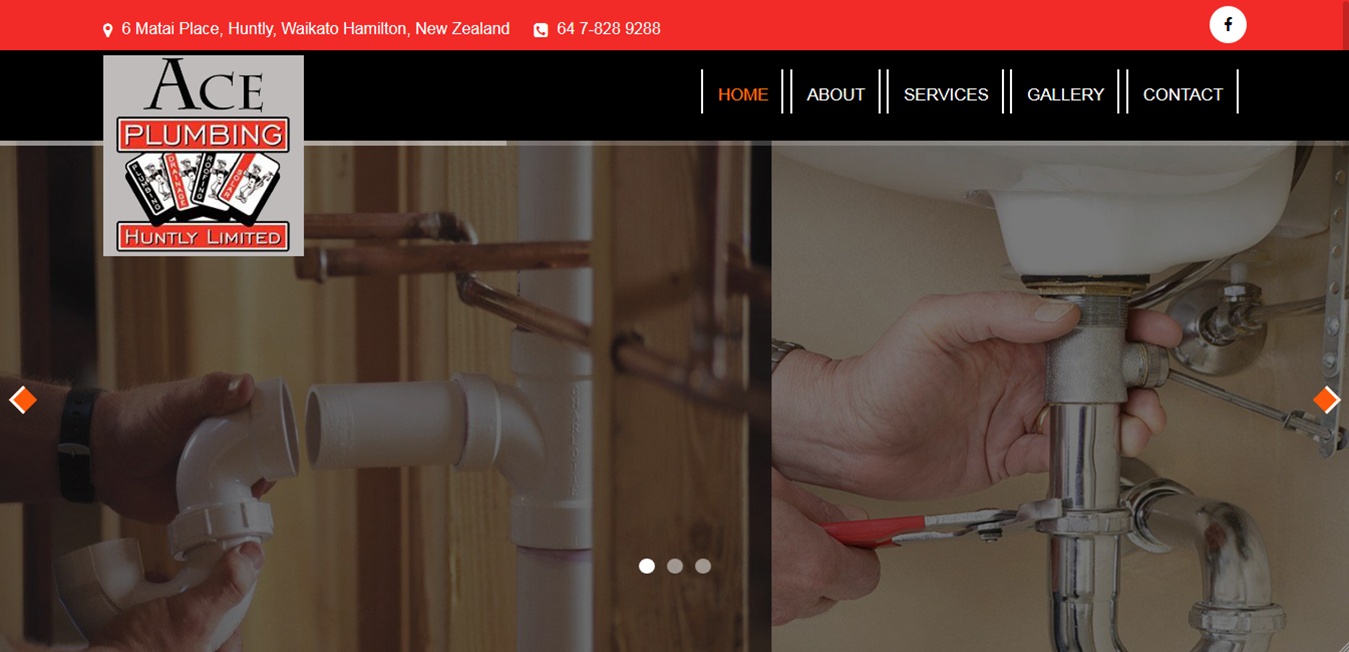 6 Matai Place, Huntly, Waikato Hamilton, New Zealand 64 7-828 9288
HOME ABOUT SERVICES GALLERY CONTACT
ACE
PLUMBING
PLUMBING DRAINAGE ROOFING SOLAR
HUNTLY LIMITED